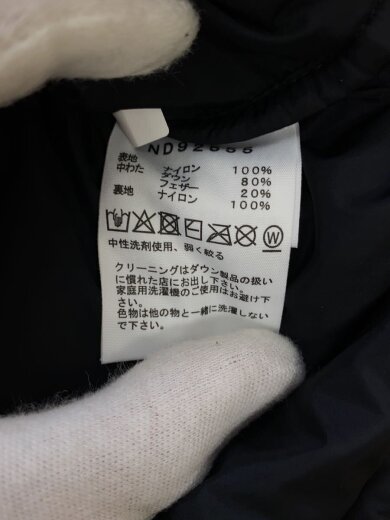 ND92555
表地 ナイロン 100%
中わた ダウン 80%
フェザー 20%
裏地 ナイロン 100%
W
中性洗剤使用、弱く絞る
クリーニングはダウン製品の扱い
に慣れた店にお出し下さい。
家庭用洗濯機のご使用はお避け下
さい。
色物は他の物と一緒に洗濯しない
で下さい。